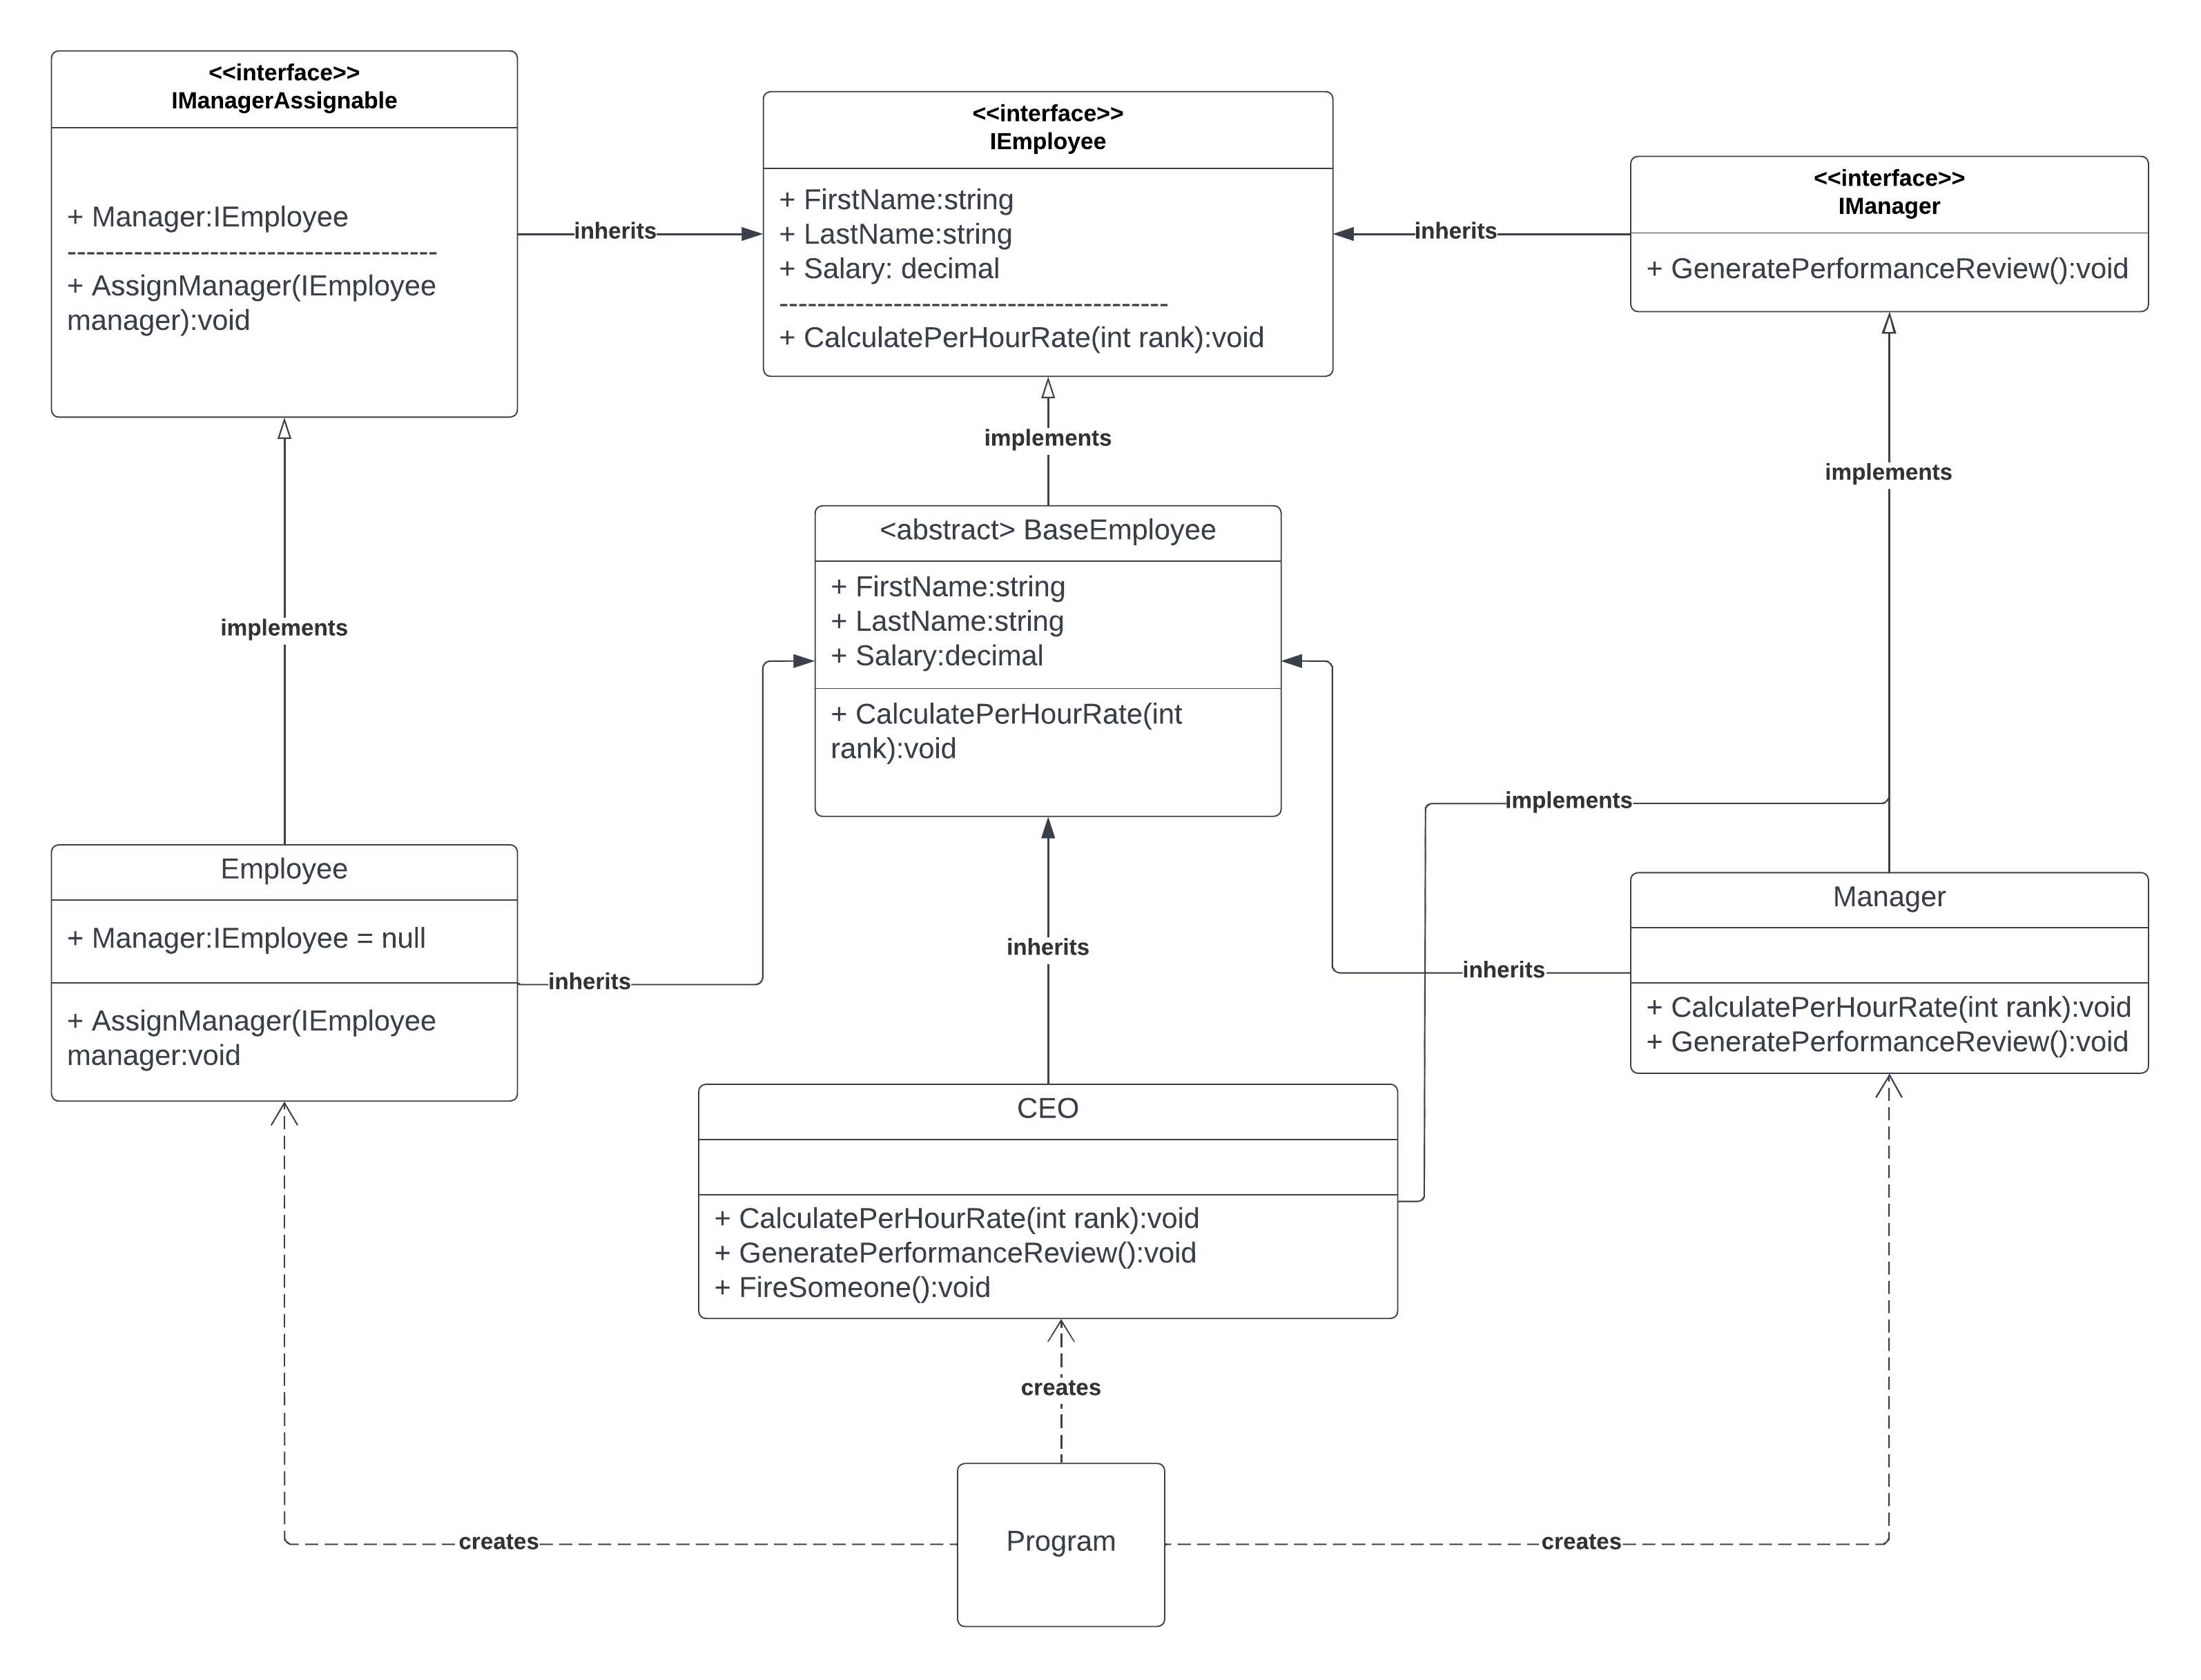 <<interface>>
IManagerAssignable
+ Manager:IEmployee
---------------------------------------
+ AssignManager(IEmployee
manager):void
<<interface>>
IEmployee
+ FirstName:string
+ LastName:string
+ Salary: decimal
-----------------------------------------
+ CalculatePerHourRate(int rank):void
<<interface>>
IManager
+ GeneratePerformanceReview():void
inherits
inherits
implements
implements
implements
<abstract> BaseEmployee
+ FirstName:string
+ LastName:string
+ Salary:decimal
+ CalculatePerHourRate(int
rank):void
implements
Employee
+ Manager:IEmployee = null
+ AssignManager(IEmployee
manager:void
inherits
inherits
inherits
Manager
+ CalculatePerHourRate(int rank):void
+ GeneratePerformanceReview():void
CEO
+ CalculatePerHourRate(int rank):void
+ GeneratePerformanceReview():void
+ FireSomeone():void
creates
creates
Program
creates